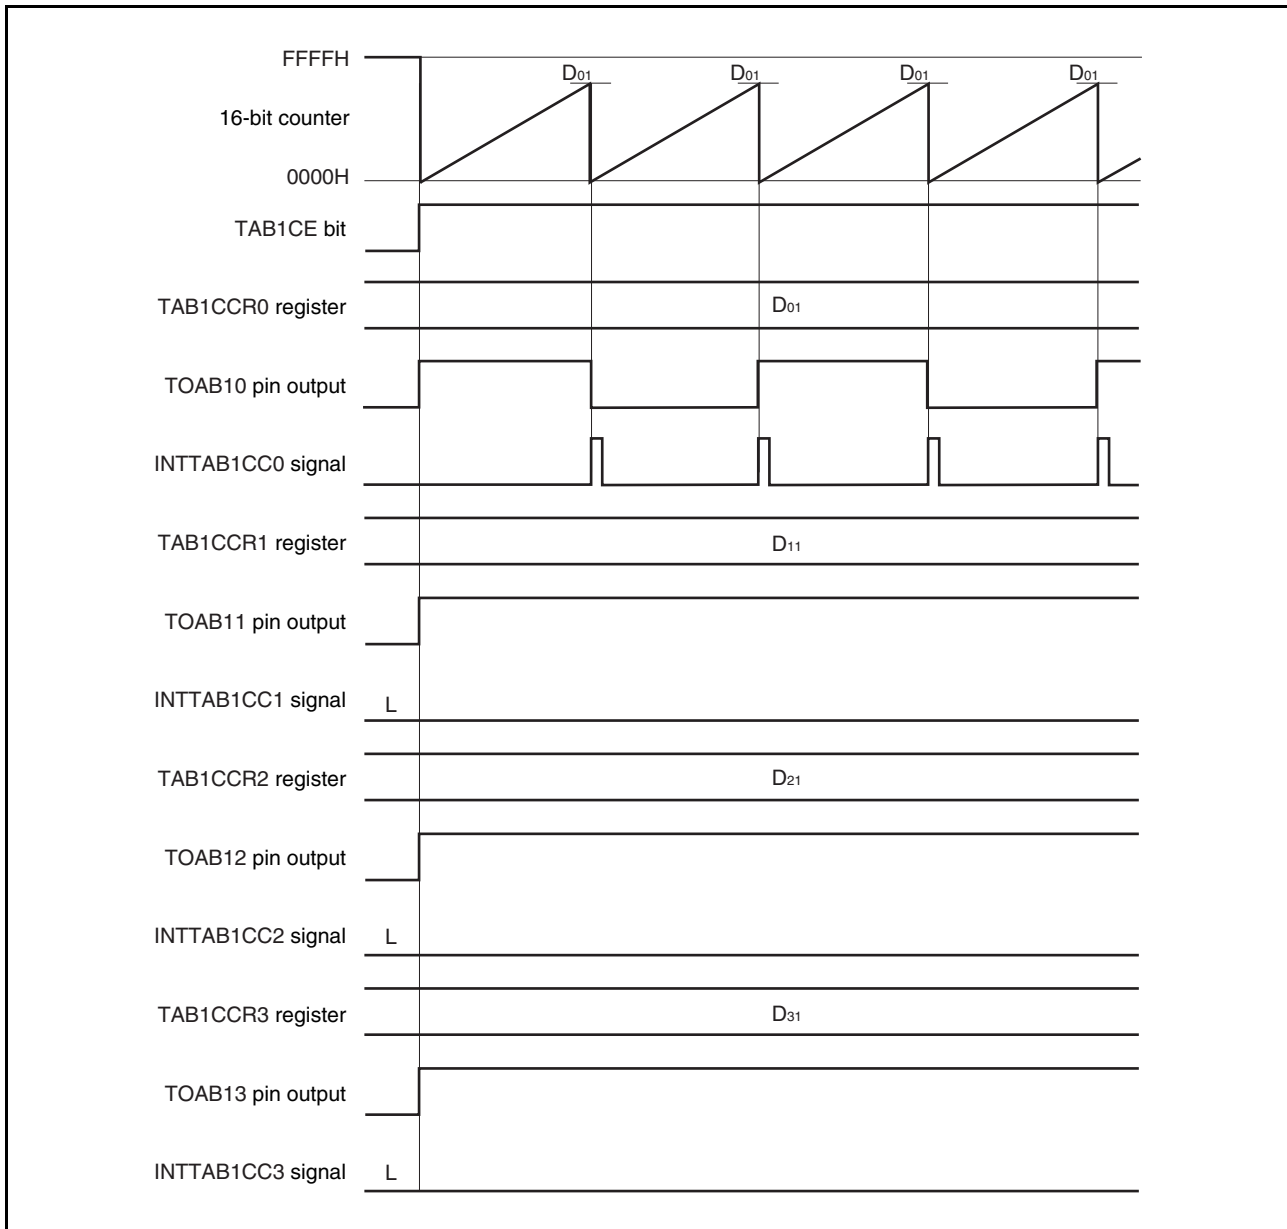 FFFFH
D01 D01 D01 D01
16-bit counter
0000H
TAB1CE bit
TAB1CCR0 register D01
TOAB10 pin output
INTTAB1CC0 signal
TAB1CCR1 register D11
TOAB11 pin output
INTTAB1CC1 signal L
TAB1CCR2 register D21
TOAB12 pin output
INTTAB1CC2 signal L
TAB1CCR3 register D31
TOAB13 pin output
INTTAB1CC3 signal L